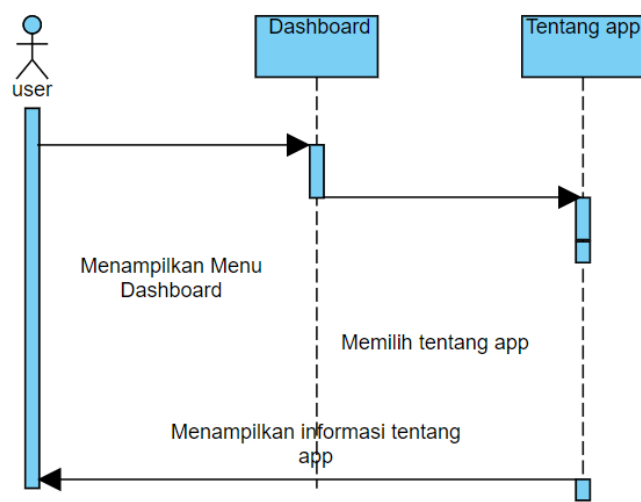 Dashboard
Tentang app
user
Menampilkan Menu
Dashboard
Memilih tentang app
Menampilkan informasi tentang
app